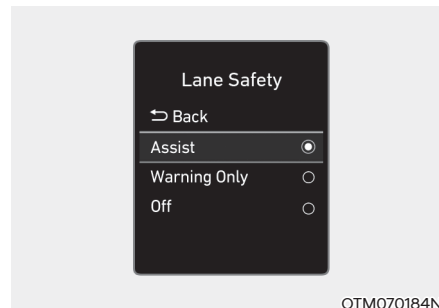 Lane Safety
Back
Assist
Warning Only
Off
OTM070184N